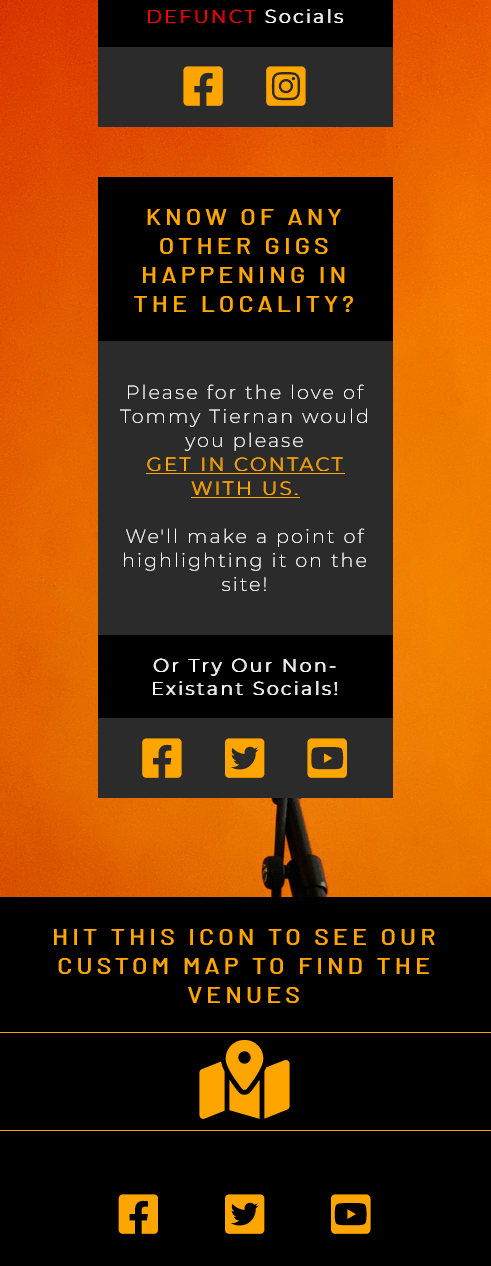 DEFUNCT Socials
KNOW OF ANY
OTHER GIGS
HAPPENING IN
THE LOCALITY?
Please for the love of
Tommy Tiernan would
you please
GET IN CONTACT
WITH US.
We'll make a point of
highlighting it on the
site!
Or Try Our Non-
Existant Socials!
HIT THIS ICON TO SEE OUR
CUSTOM MAP TO FIND THE
VENUES